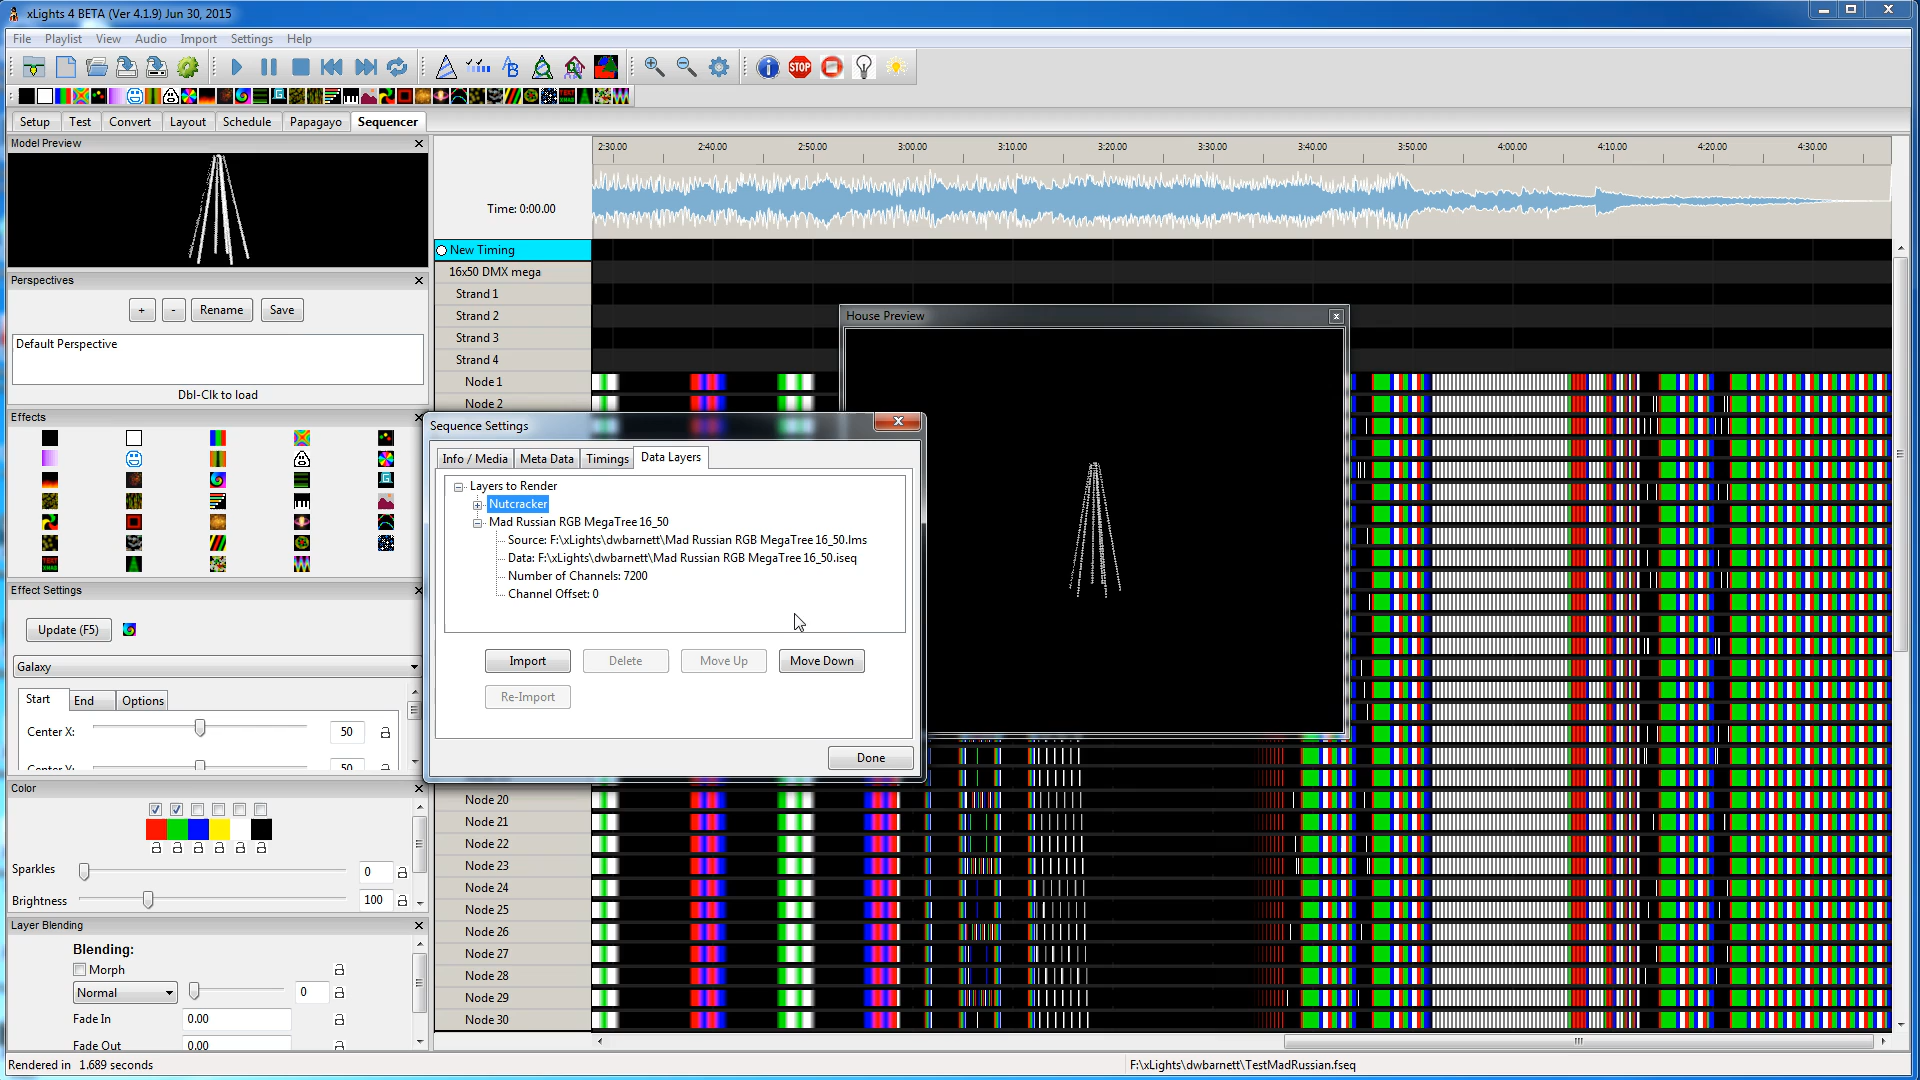 xLights 4 BETA (Ver 4.1.9) Jun 30, 2015
File Playlist View Audio Import Settings Help
STOP
Setup Test Convert Layout Schedule Papagayo Sequencer
Model Preview
Perspectives
+ - Rename Save
Default Perspective
Dbl-Clk to load
Effects
Effect Settings
Update (F5)
Galaxy
Start End Options
Center X: 50
Center Y: 50
Color
Sparkles 0
Brightness 100
Layer Blending
Blending:
Morph
Normal 0
Fade In 0.00
Fade Out 0.00
2:30.00 2:40.00 2:50.00 3:00.00 3:10.00 3:20.00 3:30.00 3:40.00 3:50.00 4:00.00 4:10.00 4:20.00 4:30.00
Time: 0:00.00
New Timing
16x50 DMX mega
Strand 1
Strand 2
Strand 3
Strand 4
Node 1
Node 2
House Preview
Sequence Settings
Info / Media Meta Data Timings Data Layers
Layers to Render
Nutcracker
Mad Russian RGB MegaTree 16_50
Source: F:\xLights\dwbarnett\Mad Russian RGB MegaTree 16_50.lms
Data: F:\xLights\dwbarnett\Mad Russian RGB MegaTree 16_50.iseq
Number of Channels: 7200
Channel Offset: 0
Import Delete Move Up Move Down
Re-Import
Done
Node 20
Node 21
Node 22
Node 23
Node 24
Node 25
Node 26
Node 27
Node 28
Node 29
Node 30
Rendered in 1.689 seconds
F:\xLights\dwbarnett\TestMadRussian.fseq